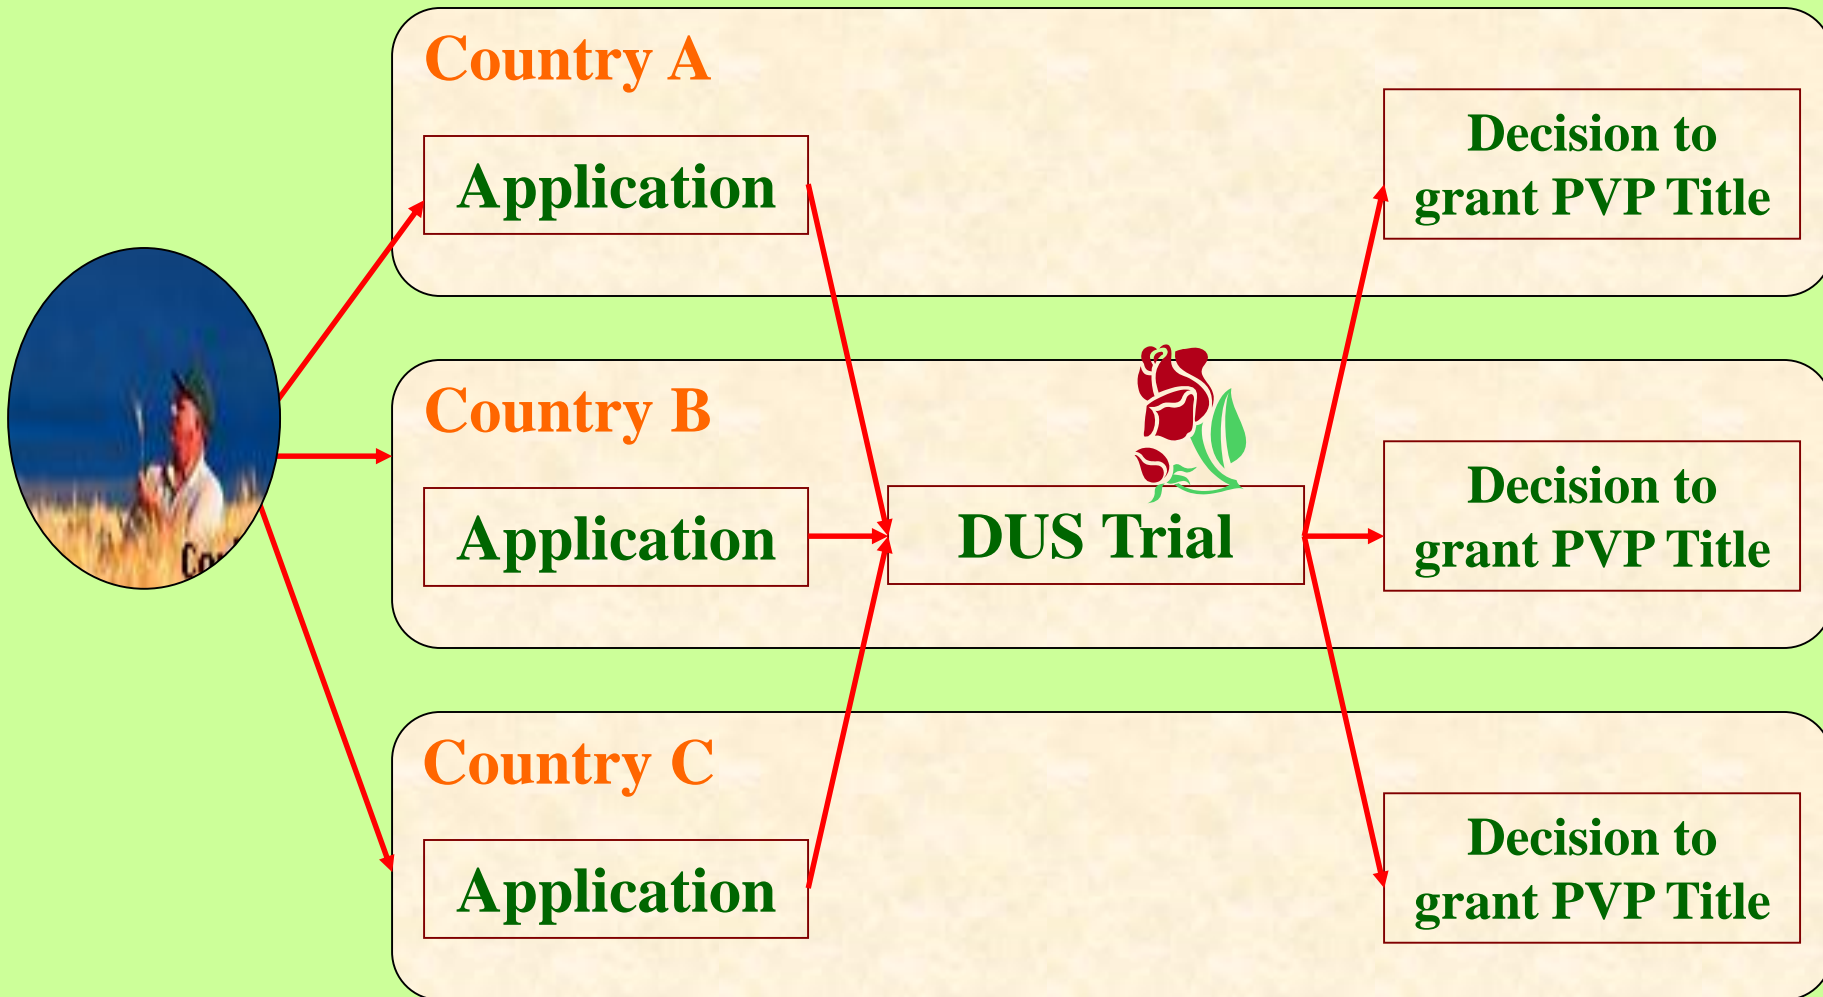 Country A
Application
Decision to
grant PVP Title
Country B
Application
DUS Trial
Decision to
grant PVP Title
Country C
Application
Decision to
grant PVP Title